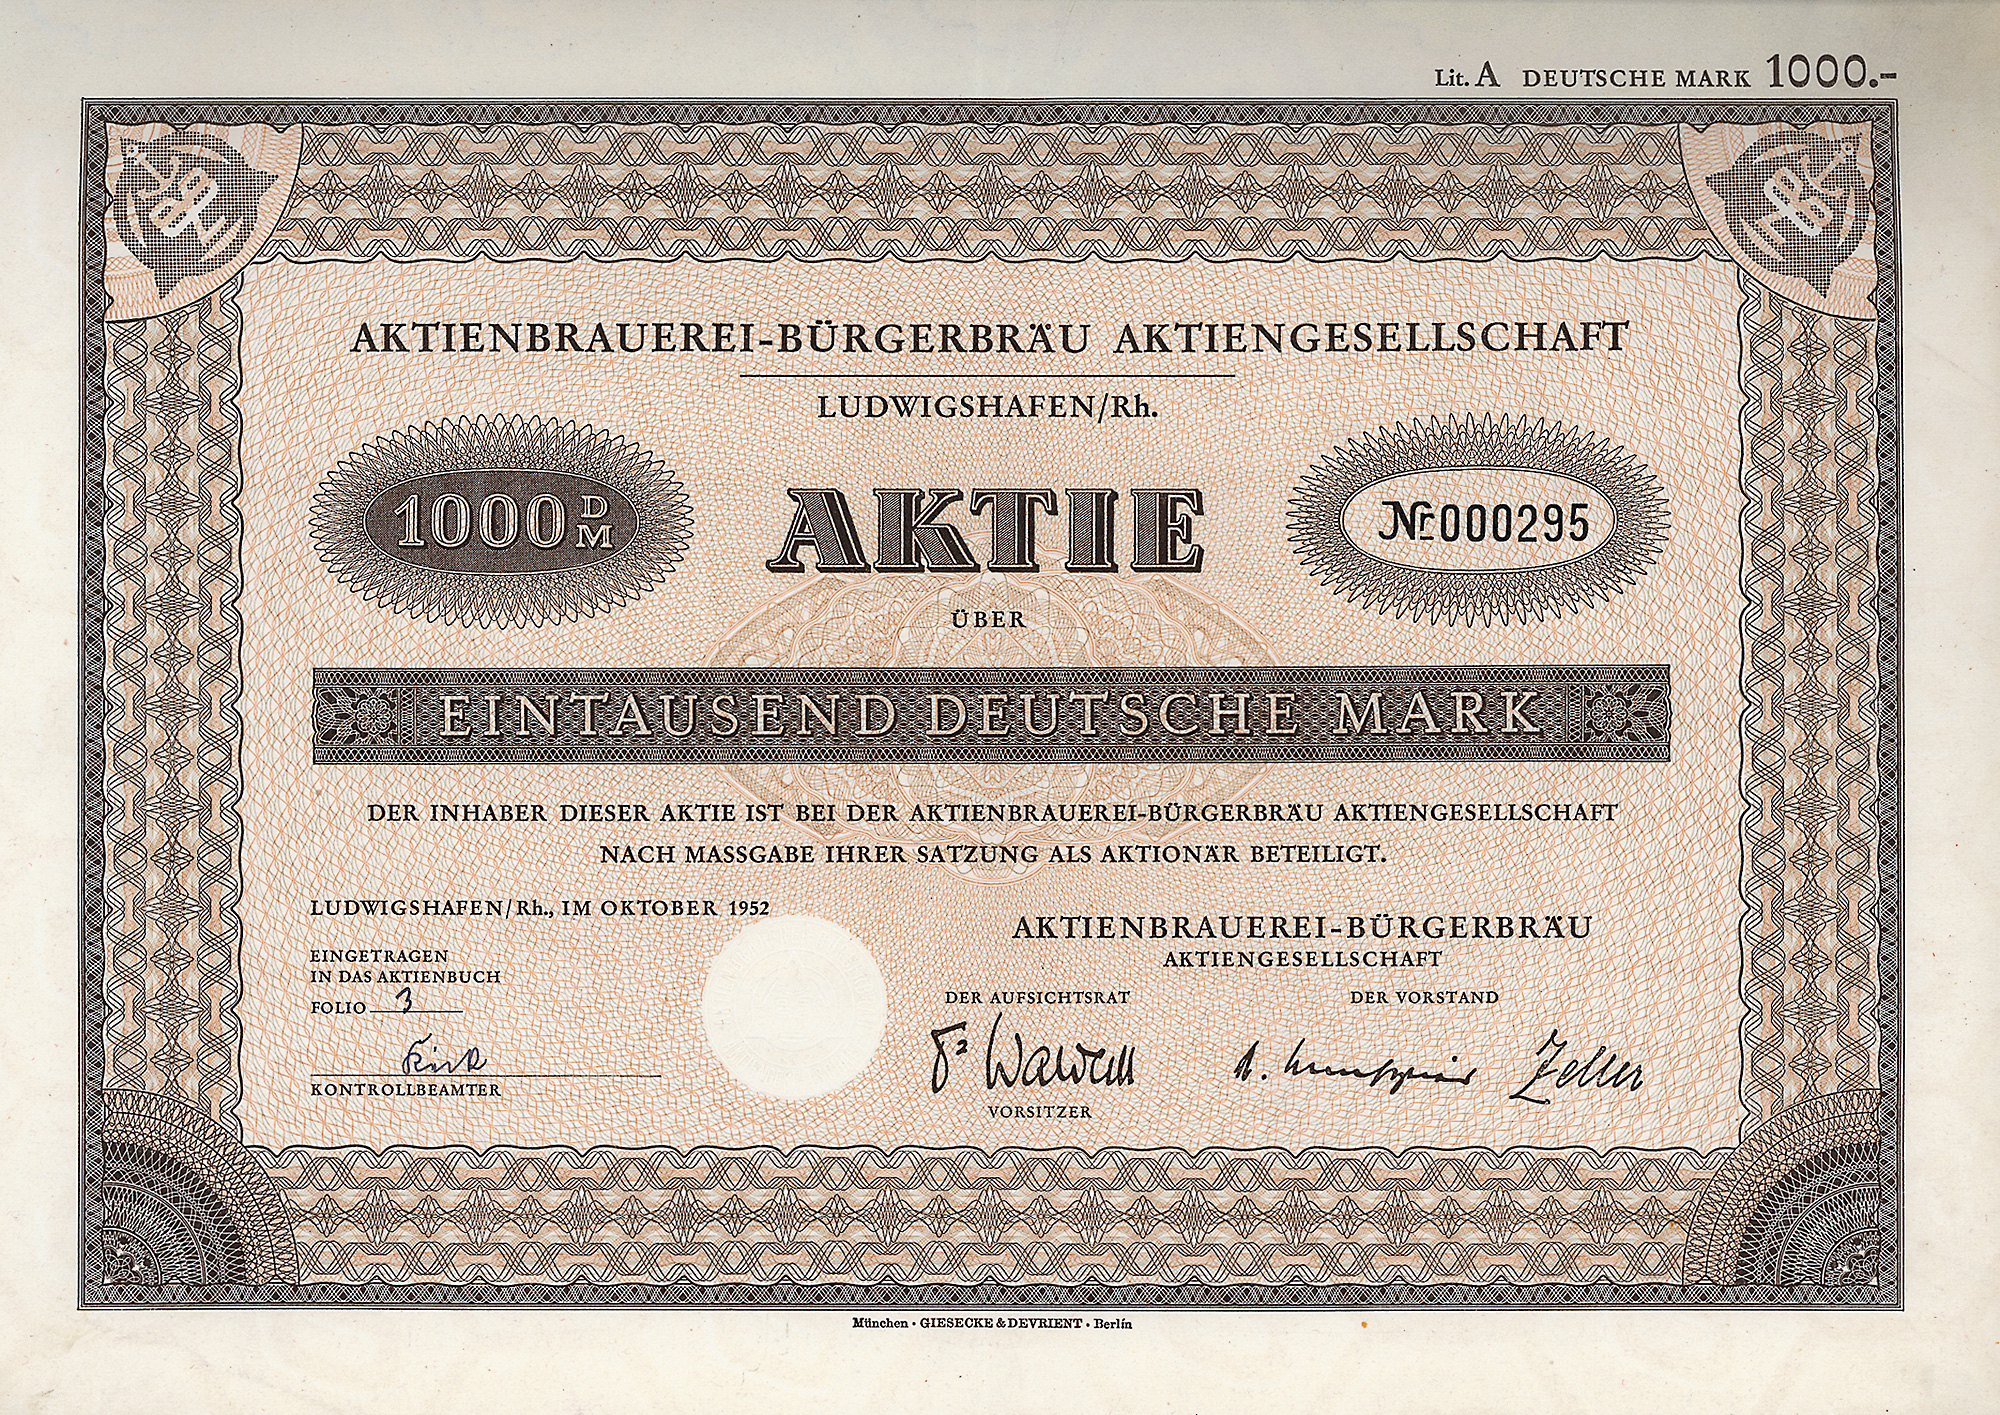 Lit. A DEUTSCHE MARK 1000.-
AKTIENBRAUEREI-BÜRGERBRÄU AKTIENGESELLSCHAFT
LUDWIGSHAFEN/Rh.
1000 DM
AKTIE
Nr. 000295
ÜBER
EINTAUSEND DEUTSCHE MARK
DER INHABER DIESER AKTIE IST BEI DER AKTIENBRAUEREI-BÜRGERBRÄU AKTIENGESELLSCHAFT
NACH MASSGABE IHRER SATZUNG ALS AKTIONÄR BETEILIGT.
LUDWIGSHAFEN/Rh., IM OKTOBER 1952
EINGETRAGEN
IN DAS AKTIENBUCH
FOLIO 3
KONTROLLBEAMTER
AKTIENBRAUEREI-BÜRGERBRÄU
AKTIENGESELLSCHAFT
DER AUFSICHTSRAT
VORSITZER
DER VORSTAND
Zeller
München • GIESECKE & DEVRIENT • Berlin